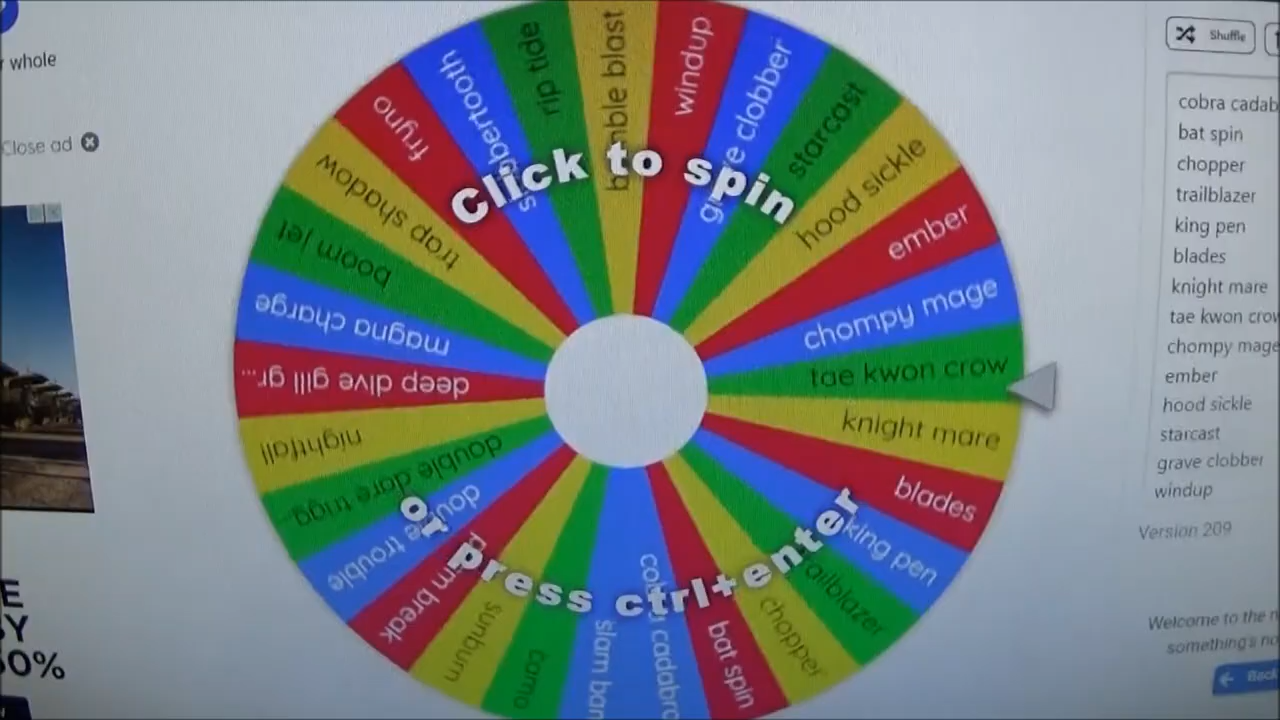 whole
Close ad
50%
Click to spin
or press ctrl+enter
windup
grave clobber
starcast
hood sickle
ember
chompy mage
tae kwon crow
knight mare
blades
king pen
trailblazer
chopper
bat spin
cobra cadabra
slam bam
camo
sunburn
double trouble
double dare trigg...
nightfall
deep dive gill gr...
magna charge
boom jet
trap shadow
fryno
rip tide
blast
Shuffle
cobra cadab
bat spin
chopper
trailblazer
king pen
blades
knight mare
tae kwon crow
chompy mage
ember
hood sickle
starcast
grave clobber
windup
Version 209
Welcome to the n
something's no
Back